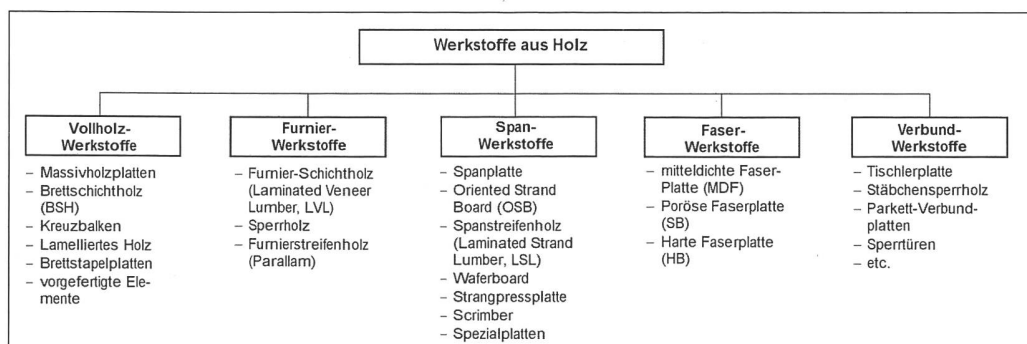 Werkstoffe aus Holz
Vollholz-
Werkstoffe
– Massivholzplatten
– Brettschichtholz
(BSH)
– Kreuzbalken
– Lamelliertes Holz
– Brettstapelplatten
– vorgefertigte Ele-
mente
Furnier-
Werkstoffe
– Furnier-Schichtholz
(Laminated Veneer
Lumber, LVL)
– Sperrholz
– Furnierstreifenholz
(Parallam)
Span-
Werkstoffe
– Spanplatte
– Oriented Strand
Board (OSB)
– Spanstreifenholz
(Laminated Strand
Lumber, LSL)
– Waferboard
– Strangpressplatte
– Scrimber
– Spezialplatten
Faser-
Werkstoffe
– mitteldichte Faser-
Platte (MDF)
– Poröse Faserplatte
(SB)
– Harte Faserplatte
(HB)
Verbund-
Werkstoffe
– Tischlerplatte
– Stäbchensperrholz
– Parkett-Verbund-
platten
– Sperrtüren
– etc.